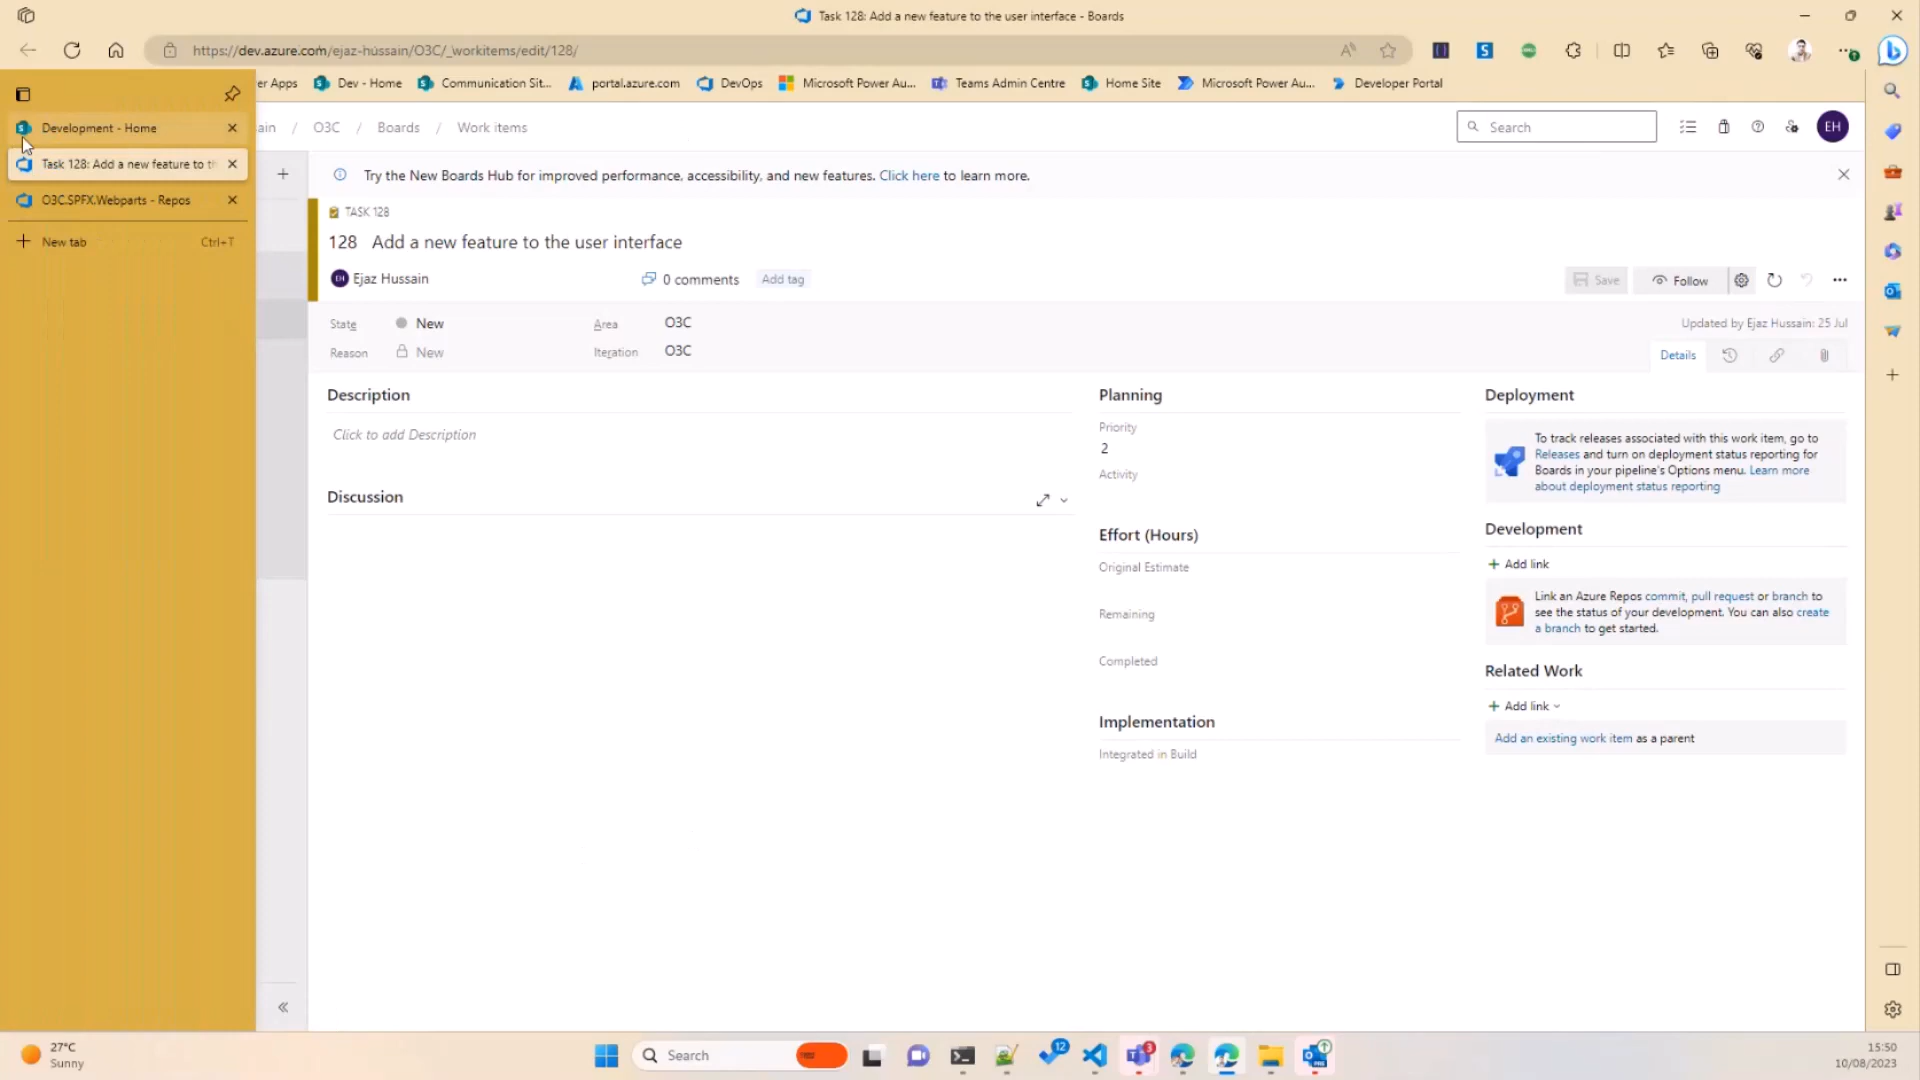 Task 128: Add a new feature to the user interface - Boards
https://dev.azure.com/ejaz-hussain/O3C/_workitems/edit/128/
er Apps
Dev - Home
Communication Sit...
portal.azure.com
DevOps
Microsoft Power Au...
Teams Admin Centre
Home Site
Microsoft Power Au...
Developer Portal
Development - Home
Task 128: Add a new feature to th
O3C.SPFX.Webparts - Repos
New tab
Ctrl+T
ain / O3C / Boards / Work items
Search
EH
Try the New Boards Hub for improved performance, accessibility, and new features. Click here to learn more.
TASK 128
128 Add a new feature to the user interface
EH Ejaz Hussain
0 comments
Add tag
Save
Follow
State
New
Area
O3C
Updated by Ejaz Hussain: 25 Jul
Reason
New
Iteration
O3C
Details
Description
Click to add Description
Discussion
Planning
Priority
2
Activity
Effort (Hours)
Original Estimate
Remaining
Completed
Implementation
Integrated in Build
Deployment
To track releases associated with this work item, go to
Releases and turn on deployment status reporting for
Boards in your pipeline's Options menu. Learn more
about deployment status reporting
Development
Add link
Link an Azure Repos commit, pull request or branch to
see the status of your development. You can also create
a branch to get started.
Related Work
Add link
Add an existing work item as a parent
27°C
Sunny
Search
12
3
15:50
10/08/2023